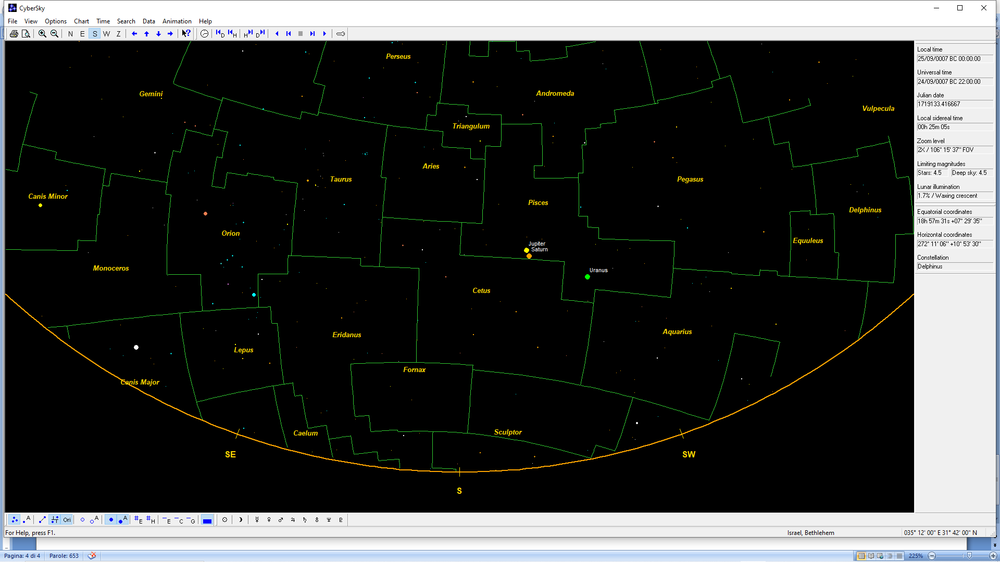 CyberSky
File View Options Chart Time Search Data Animation Help
N E S W Z
D H H D
Perseus
Gemini
Andromeda
Vulpecula
Triangulum
Aries
Taurus
Pegasus
Canis Minor
Pisces
Delphinus
Orion
Equuleus
Jupiter
Saturn
Monoceros
Uranus
Cetus
Eridanus
Aquarius
Lepus
Fornax
Canis Major
Caelum
Sculptor
SE
SW
S
Local time
25/09/0007 BC 00:00:00
Universal time
24/09/0007 BC 22:00:00
Julian date
1719133.416667
Local sidereal time
00h 25m 05s
Zoom level
2X / 106° 15' 37" FOV
Limiting magnitudes
Stars: 4.5 Deep sky: 4.5
Lunar illumination
1.7% / Waxing crescent
Equatorial coordinates
18h 57m 31s +07° 29' 35"
Horizontal coordinates
272° 11' 06" +10° 53' 30"
Constellation
Delphinus
A Ori A A #E #H E C G
For Help, press F1.
Israel, Bethlehem
035° 12' 00" E 31° 42' 00" N
Pagina: 4 di 4 Parole: 653
225%